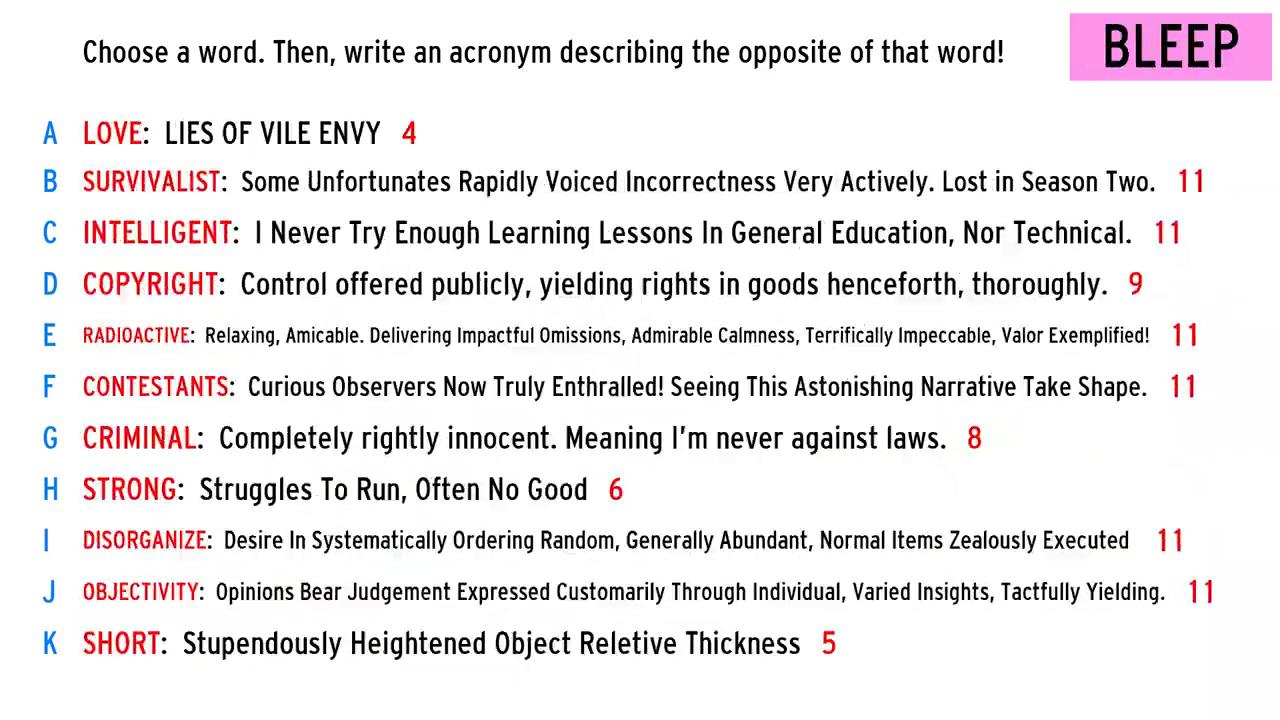 Choose a word. Then, write an acronym describing the opposite of that word!
BLEEP
A LOVE: LIES OF VILE ENVY 4
B SURVIVALIST: Some Unfortunates Rapidly Voiced Incorrectness Very Actively. Lost in Season Two. 11
C INTELLIGENT: I Never Try Enough Learning Lessons In General Education, Nor Technical. 11
D COPYRIGHT: Control offered publicly, yielding rights in goods henceforth, thoroughly. 9
E RADIOACTIVE: Relaxing, Amicable. Delivering Impactful Omissions, Admirable Calmness, Terrifically Impeccable, Valor Exemplified! 11
F CONTESTANTS: Curious Observers Now Truly Enthralled! Seeing This Astonishing Narrative Take Shape. 11
G CRIMINAL: Completely rightly innocent. Meaning I'm never against laws. 8
H STRONG: Struggles To Run, Often No Good 6
I DISORGANIZE: Desire In Systematically Ordering Random, Generally Abundant, Normal Items Zealously Executed 11
J OBJECTIVITY: Opinions Bear Judgement Expressed Customarily Through Individual, Varied Insights, Tactfully Yielding. 11
K SHORT: Stupendously Heightened Object Reletive Thickness 5